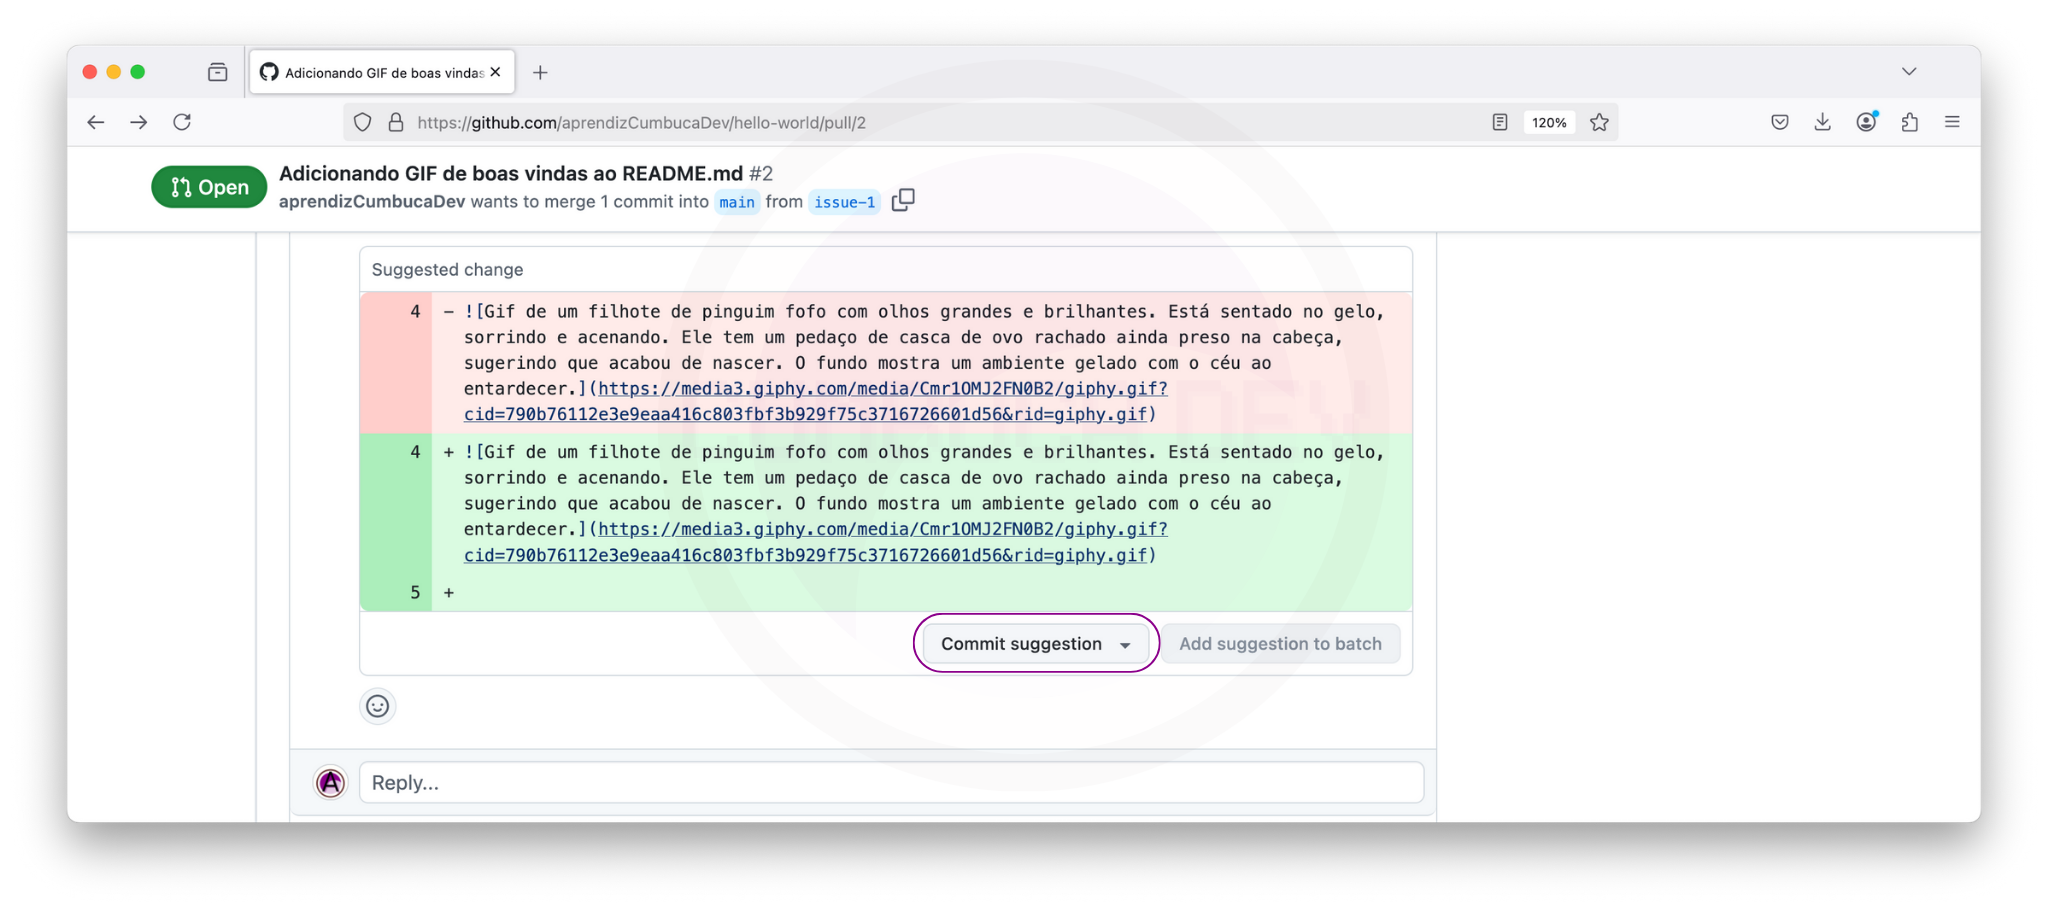 Adicionando GIF de boas vindas
https://github.com/aprendizCumbucaDev/hello-world/pull/2
120%
Open
Adicionando GIF de boas vindas ao README.md #2
aprendizCumbucaDev wants to merge 1 commit into main from issue-1
Suggested change
4 - ![Gif de um filhote de pinguim fofo com olhos grandes e brilhantes. Está sentado no gelo,
sorrindo e acenando. Ele tem um pedaço de casca de ovo rachado ainda preso na cabeça,
sugerindo que acabou de nascer. O fundo mostra um ambiente gelado com o céu ao
entardecer.](https://media3.giphy.com/media/Cmr1OMJ2FN0B2/giphy.gif?
cid=790b76112e3e9eaa416c803fbf3b929f75c3716726601d56&rid=giphy.gif)
4 + ![Gif de um filhote de pinguim fofo com olhos grandes e brilhantes. Está sentado no gelo,
sorrindo e acenando. Ele tem um pedaço de casca de ovo rachado ainda preso na cabeça,
sugerindo que acabou de nascer. O fundo mostra um ambiente gelado com o céu ao
entardecer.](https://media3.giphy.com/media/Cmr1OMJ2FN0B2/giphy.gif?
cid=790b76112e3e9eaa416c803fbf3b929f75c3716726601d56&rid=giphy.gif)
5 +
Commit suggestion
Add suggestion to batch
A
Reply...